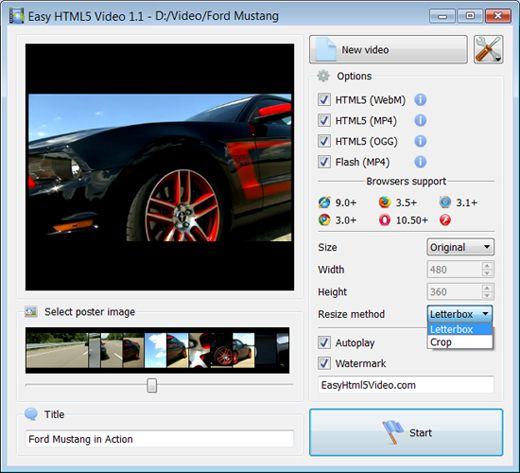 Easy HTML5 Video 1.1 - D:/Video/Ford Mustang
New video
Options
HTML5 (WebM)
HTML5 (MP4)
HTML5 (OGG)
Flash (MP4)
Browsers support
9.0+ 3.5+ 3.1+
3.0+ 10.50+
Size Original
Width 480
Height 360
Resize method Letterbox
Letterbox
Crop
Autoplay
Watermark
EasyHtml5Video.com
Select poster image
Title
Ford Mustang in Action
Start